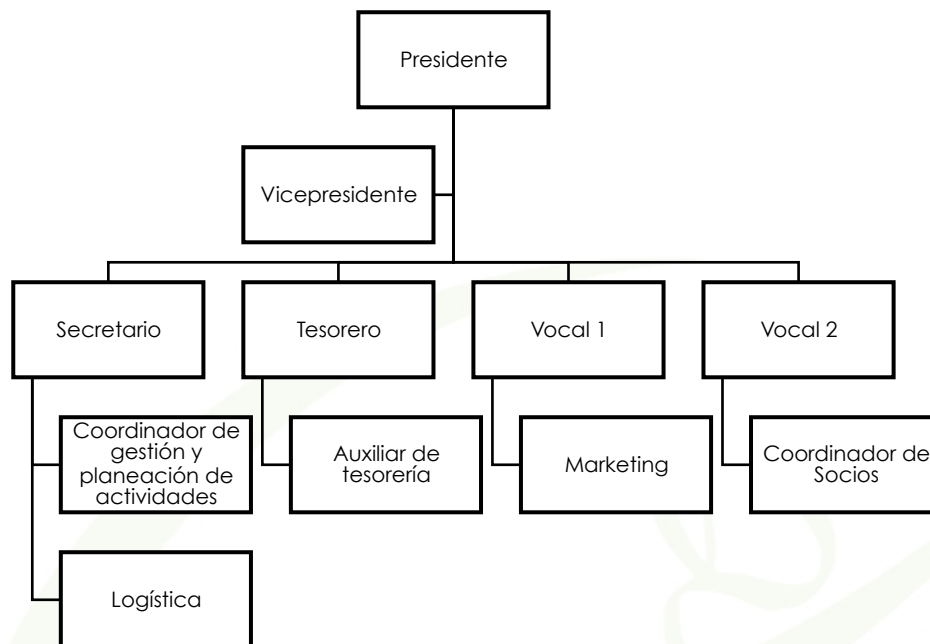 Presidente
Vicepresidente
Secretario
Tesorero
Vocal 1
Vocal 2
Coordinador de
gestión y
planeación de
actividades
Auxiliar de
tesorería
Marketing
Coordinador de
Socios
Logística